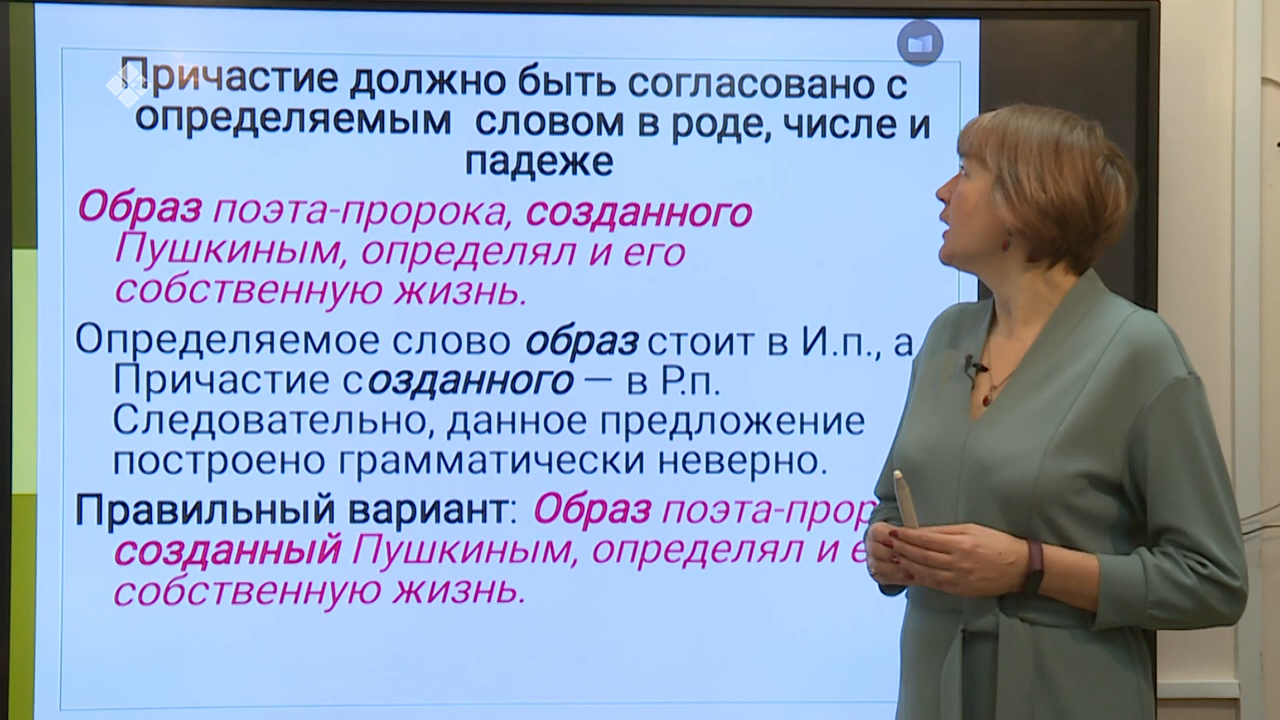 Причастие должно быть согласовано с
определяемым словом в роде, числе и
падеже
Образ поэта-пророка, созданного
Пушкиным, определял и его
собственную жизнь.
Определяемое слово образ стоит в И.п., а
Причастие созданного — в Р.п.
Следовательно, данное предложение
построено грамматически неверно.
Правильный вариант: Образ
созданный Пушкиным, определял и
собственную жизнь.